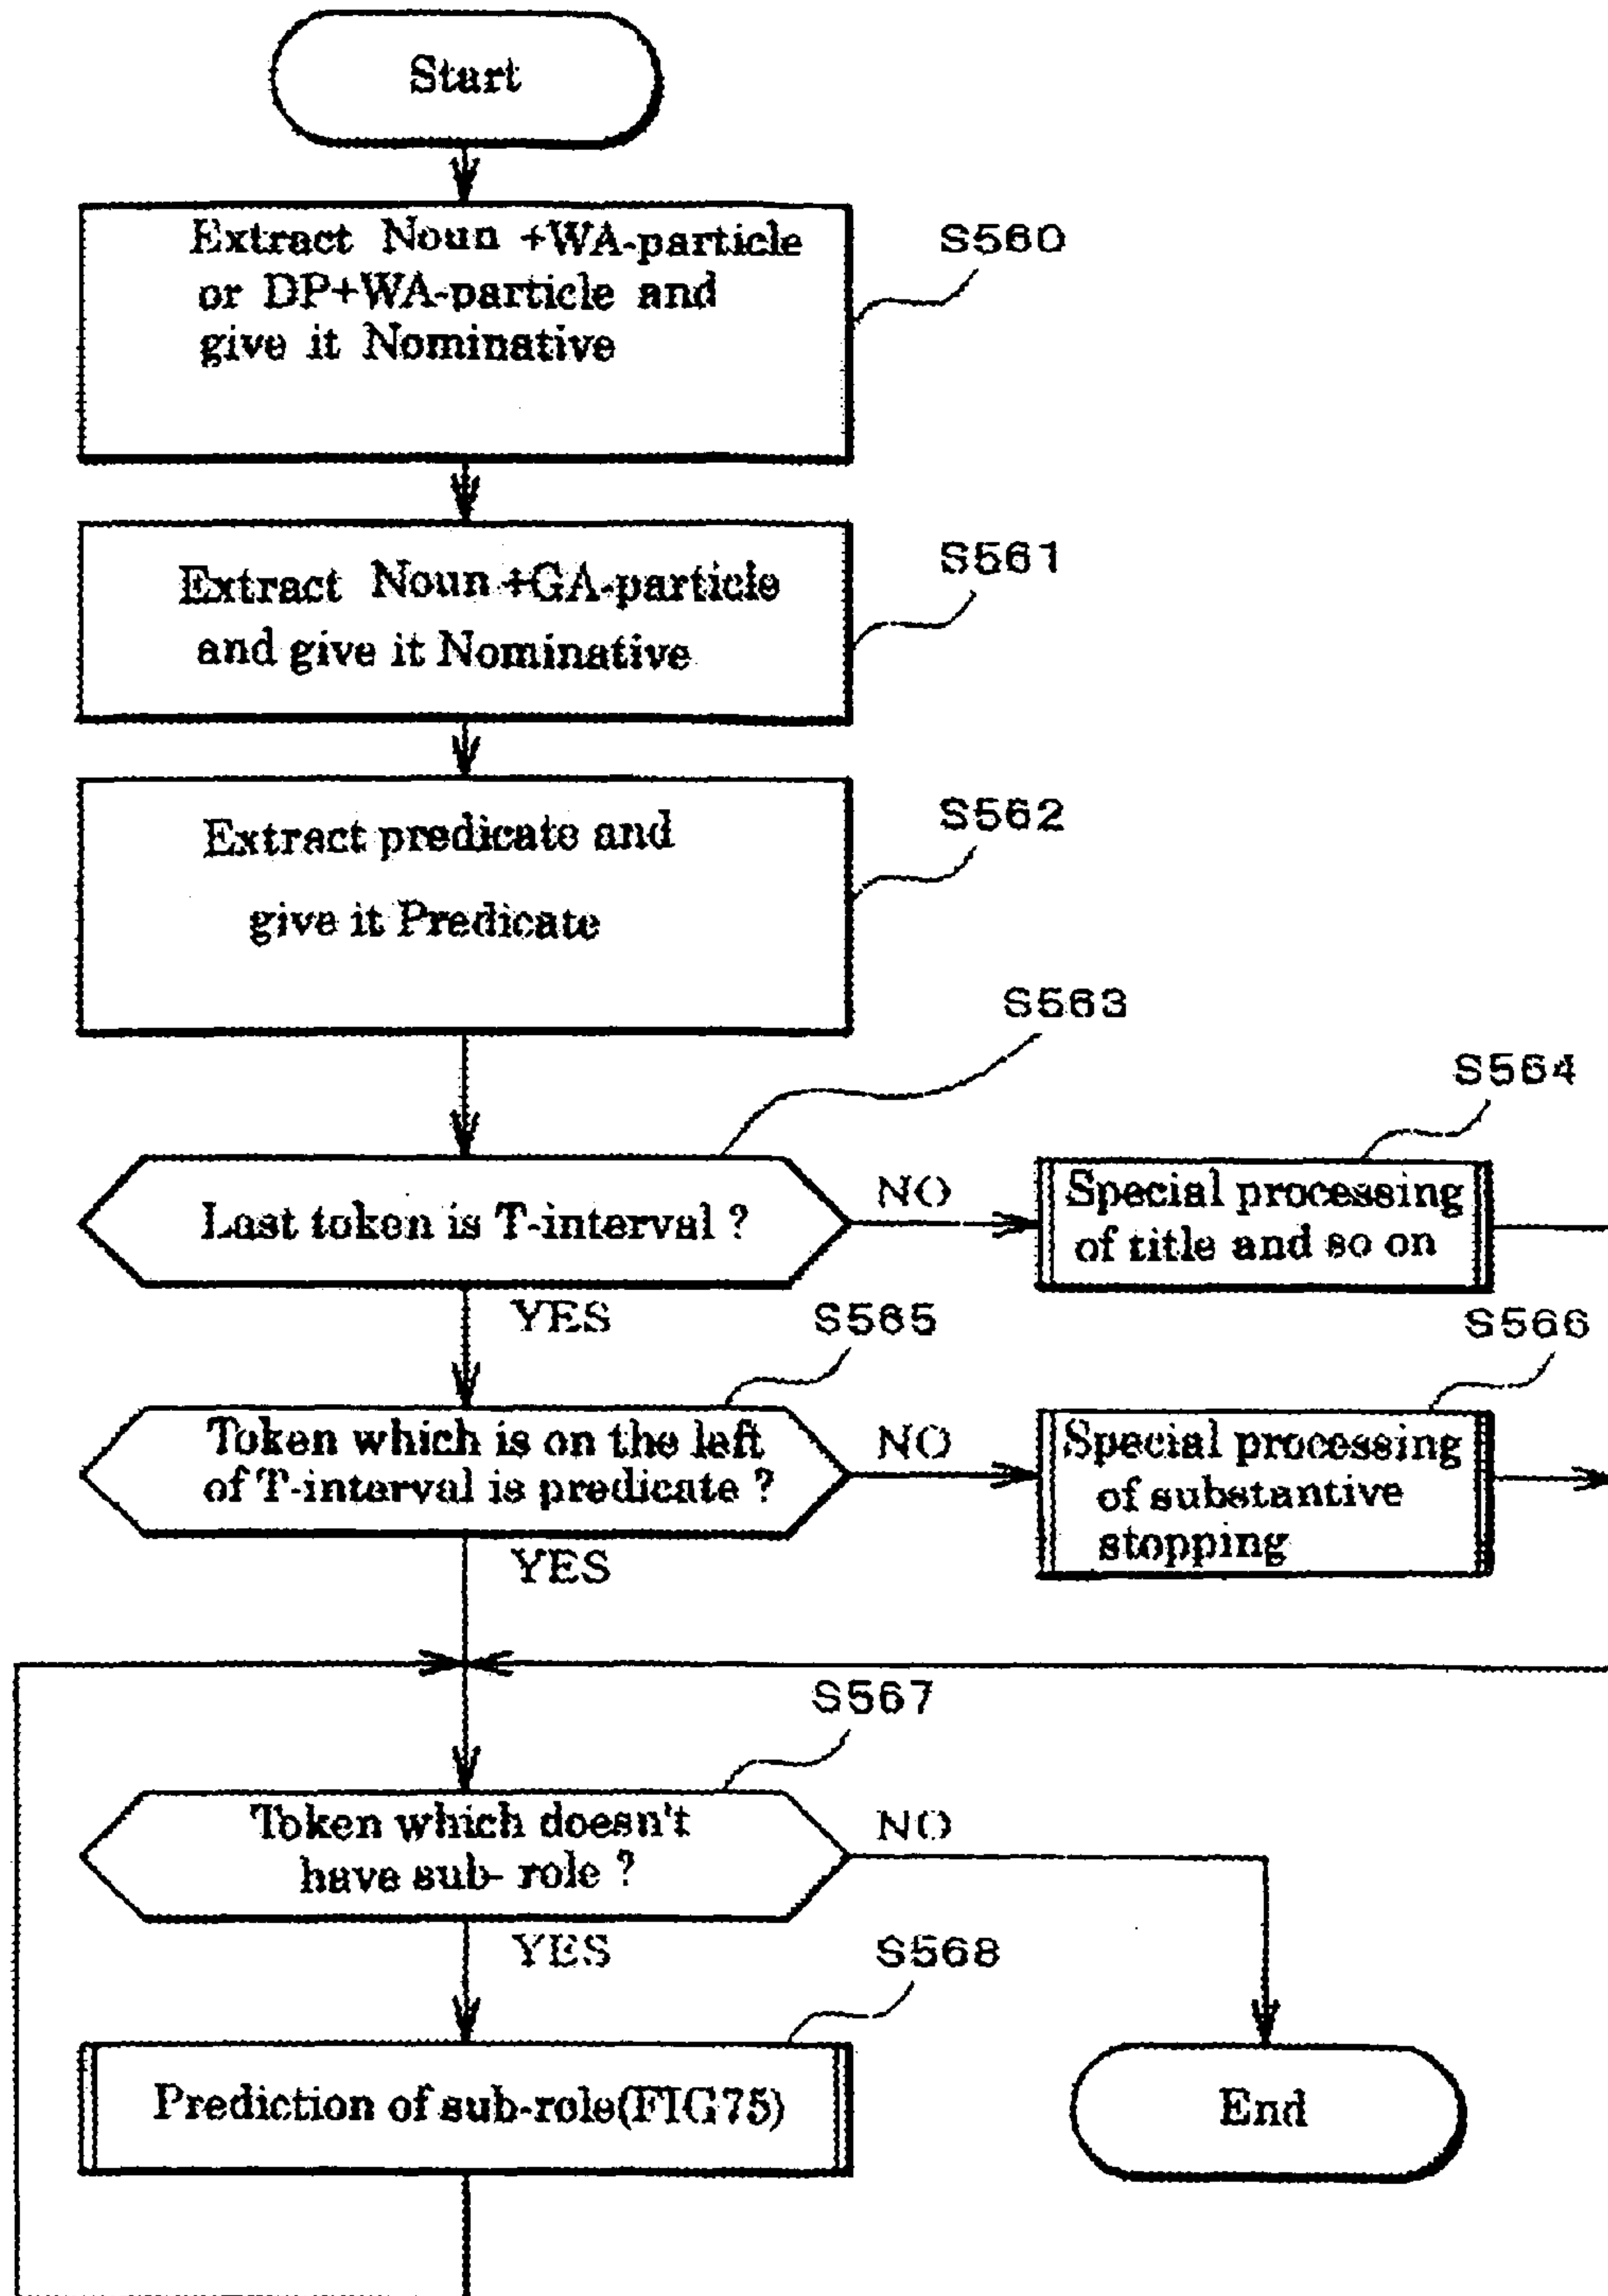 Start
Extract Noun +WA-particle
or DP+WA-particle and
give it Nominative
S560
Extract Noun +GA-particle
and give it Nominative
S561
Extract predicate and
give it Predicate
S562
S563
Last token is T-interval ?
NO
YES
S564
Special processing
of title and so on
S565
Token which is on the left
of T-interval is predicate ?
NO
YES
S566
Special processing
of substantive
stopping
S567
Token which doesn't
have sub- role ?
NO
YES
S568
Prediction of sub-role(FIG75)
End